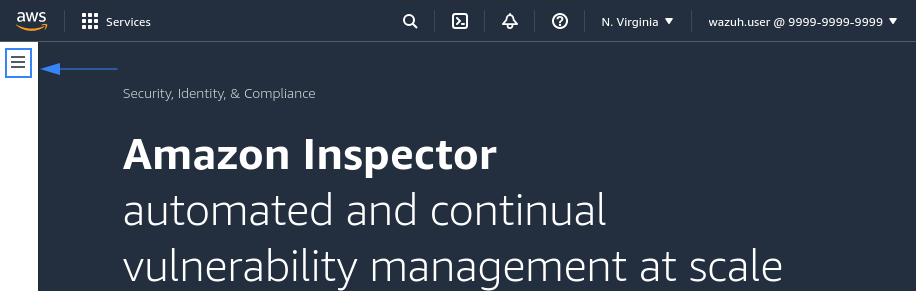 aws
Services
N. Virginia
wazuh.user @ 9999-9999-9999
Security, Identity, & Compliance
Amazon Inspector
automated and continual
vulnerability management at scale